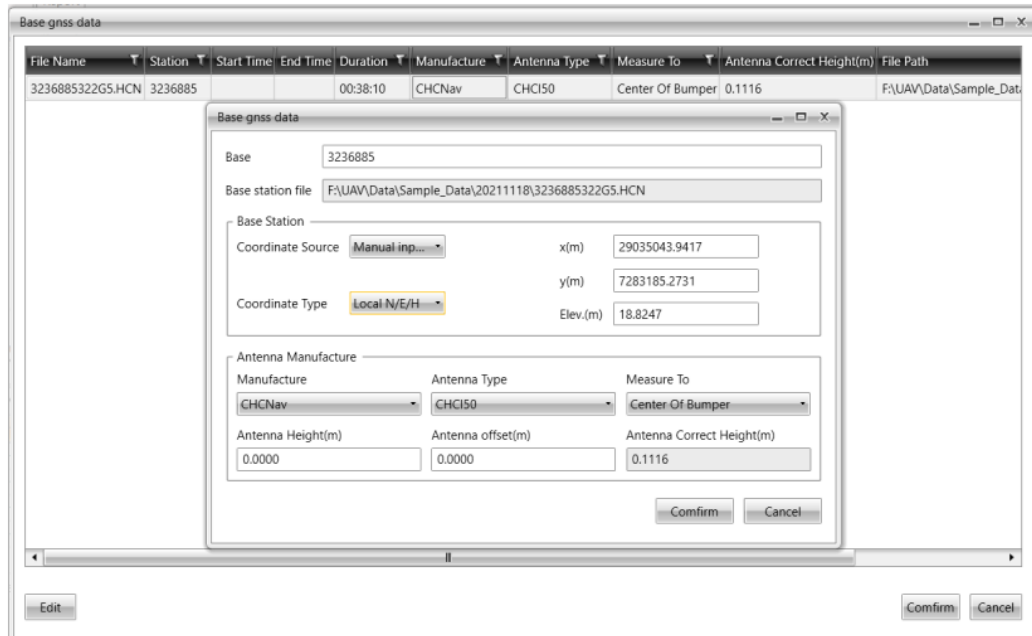 Base gnss data
File Name Station Start Time End Time Duration Manufacture Antenna Type Measure To Antenna Correct Height(m) File Path
3236885322G5.HCN 3236885 00:38:10 CHCNav CHCI50 Center Of Bumper 0.1116 F:\UAV\Data\Sample_Data
Base gnss data
Base 3236885
Base station file F:\UAV\Data\Sample_Data\20211118\3236885322G5.HCN
Base Station
Coordinate Source Manual inp... x(m) 29035043.9417
y(m) 7283185.2731
Coordinate Type Local N/E/H
Elev.(m) 18.8247
Antenna Manufacture
Manufacture Antenna Type Measure To
CHCNav CHCI50 Center Of Bumper
Antenna Height(m) Antenna offset(m) Antenna Correct Height(m)
0.0000 0.0000 0.1116
Comfirm Cancel
Edit Comfirm Cancel